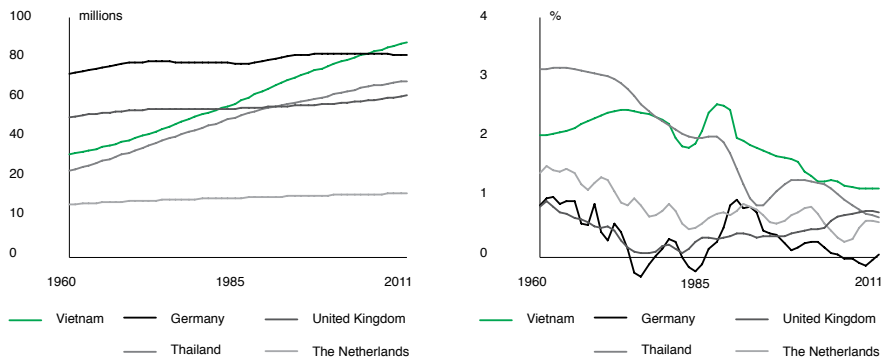 100 millions
80
60
40
20
10
0
1960 1985 2011
Vietnam Germany United Kingdom
Thailand The Netherlands
4 %
3
2
1
0
1960 1985 2011
Vietnam Germany United Kingdom
Thailand The Netherlands